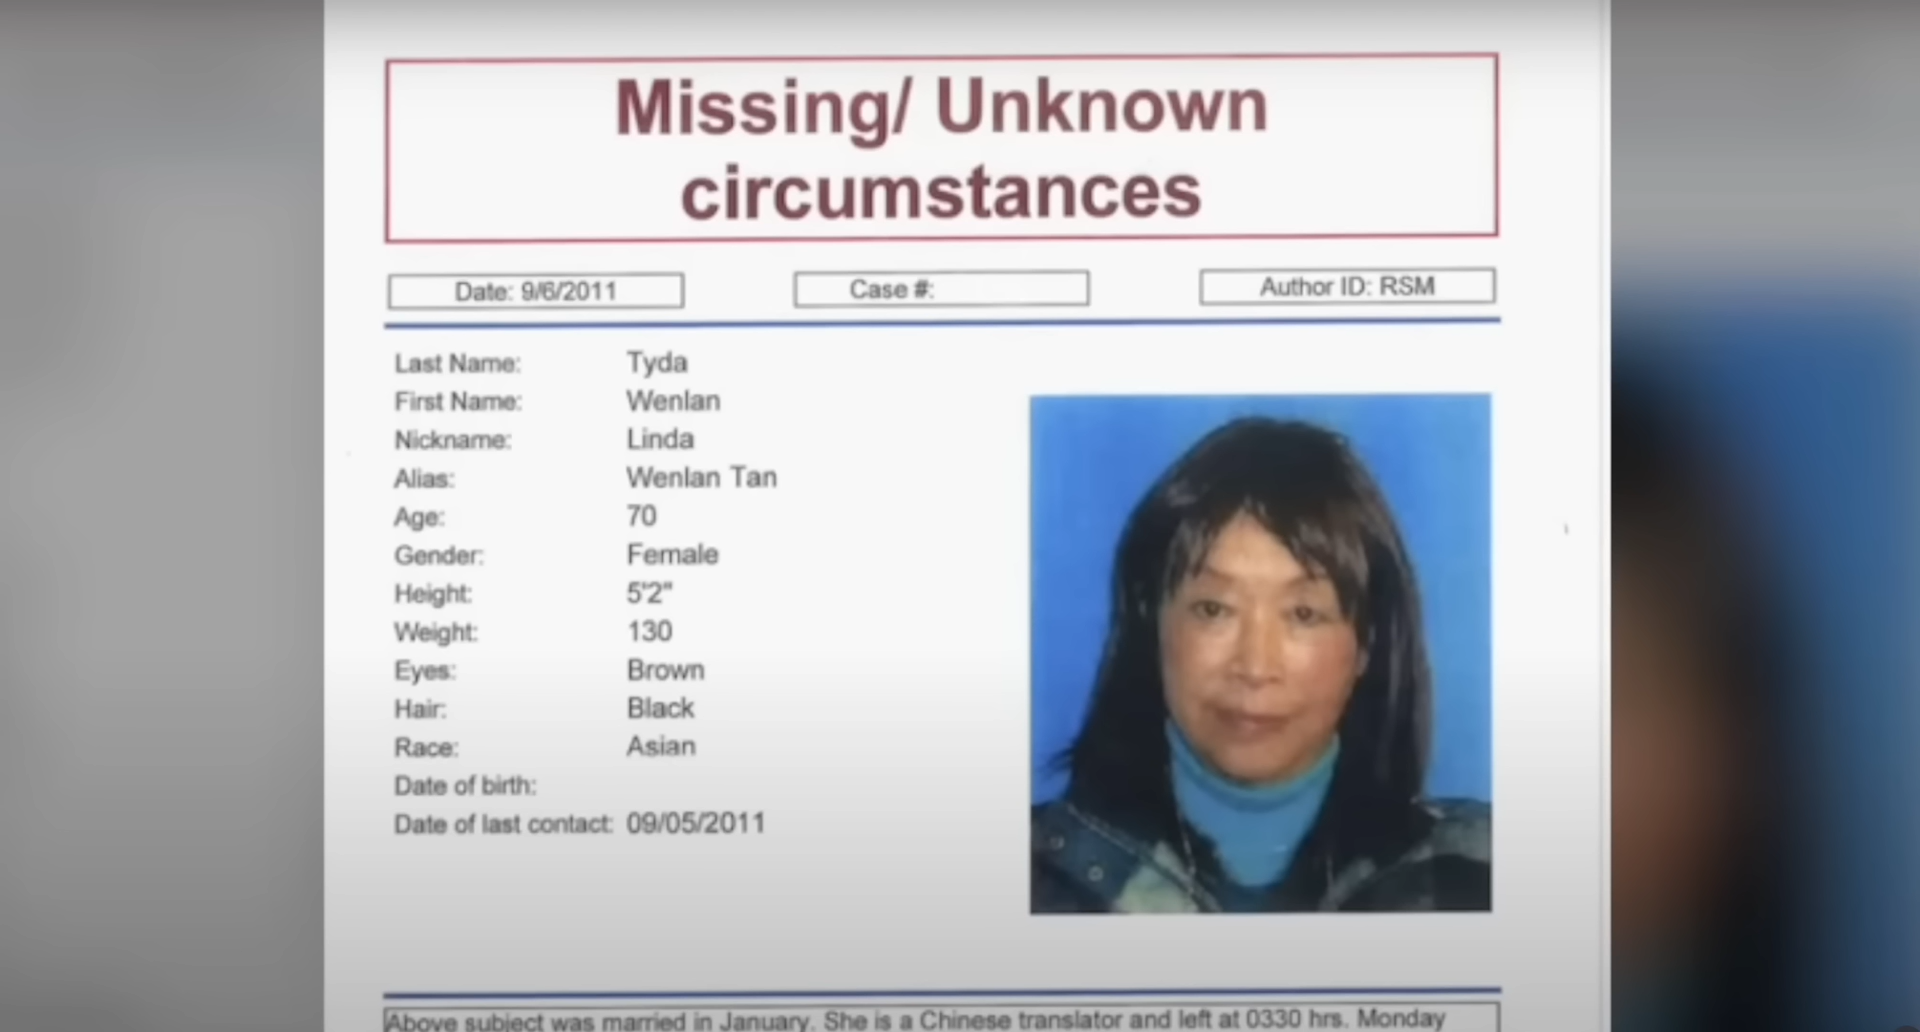 Missing/ Unknown
circumstances
Date: 9/6/2011 Case #: Author ID: RSM
Last Name: Tyda
First Name: Wenlan
Nickname: Linda
Alias: Wenlan Tan
Age: 70
Gender: Female
Height: 5'2"
Weight: 130
Eyes: Brown
Hair: Black
Race: Asian
Date of birth:
Date of last contact: 09/05/2011
Above subject was married in January. She is a Chinese translator and left at 0330 hrs. Monday